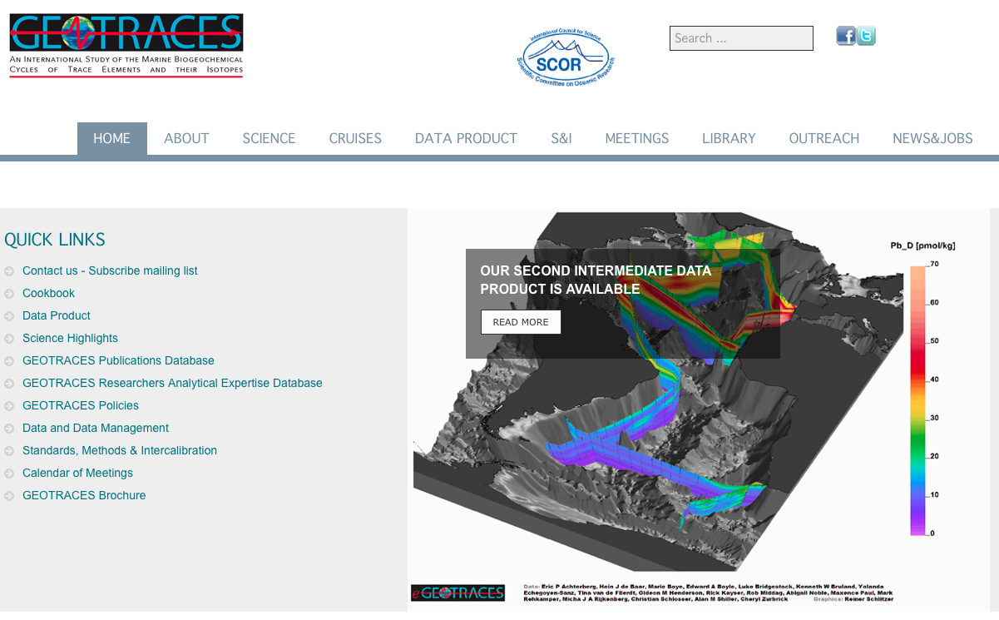 GEOTRACES
AN INTERNATIONAL STUDY OF THE MARINE BIOGEOCHEMICAL
CYCLES OF TRACE ELEMENTS AND THEIR ISOTOPES
International Council for Science
SCOR
Scientific Committee on Oceanic Research
Search ...
HOME ABOUT SCIENCE CRUISES DATA PRODUCT S&I MEETINGS LIBRARY OUTREACH NEWS&JOBS
QUICK LINKS
Contact us - Subscribe mailing list
Cookbook
Data Product
Science Highlights
GEOTRACES Publications Database
GEOTRACES Researchers Analytical Expertise Database
GEOTRACES Policies
Data and Data Management
Standards, Methods & Intercalibration
Calendar of Meetings
GEOTRACES Brochure
OUR SECOND INTERMEDIATE DATA
PRODUCT IS AVAILABLE
READ MORE
Pb_D [pmol/kg]
70
60
50
40
30
20
10
0
eGEOTRACES
Data: Eric P Achterberg, Hein J de Baar, Marie Boye, Edward A Boyle, Luke Bridgestock, Kenneth W Bruland, Yolanda
Echegoyen-Sanz, Tina van de Flierdt, Gideon M Henderson, Rick Kayser, Rob Middag, Abigail Noble, Maxence Paul, Mark
Rehkamper, Micha J A Rijkenberg, Christian Schlosser, Alan M Shiller, Cheryl Zurbrick Graphics: Reiner Schlitzer